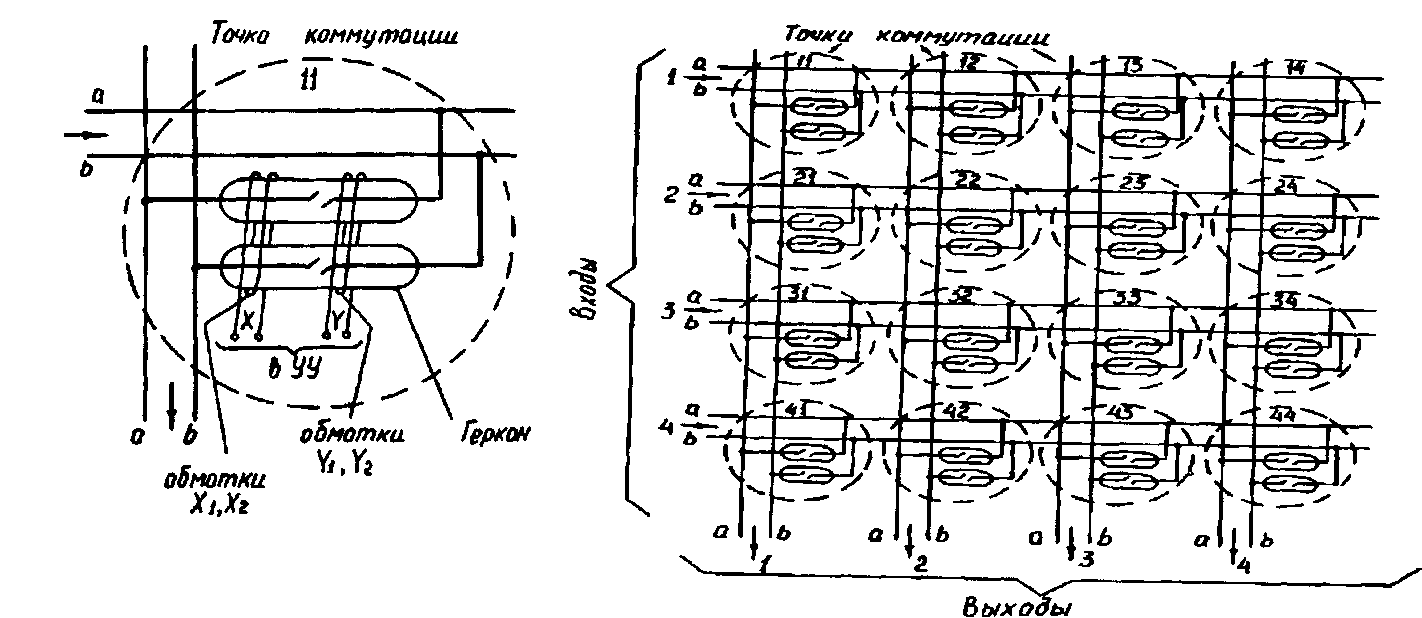 Точка коммутации
11
a
b
X Y
в УУ
a b
обмотки
Y1, Y2
Геркон
обмотки
X1, X2
Точки коммутации
Входы
1 a
b
11 12 13 14
2 a
b
21 22 23 24
3 a
b
31 32 33 34
4 a
b
41 42 43 44
a b a b a b a b
1 2 3 4
Выходы